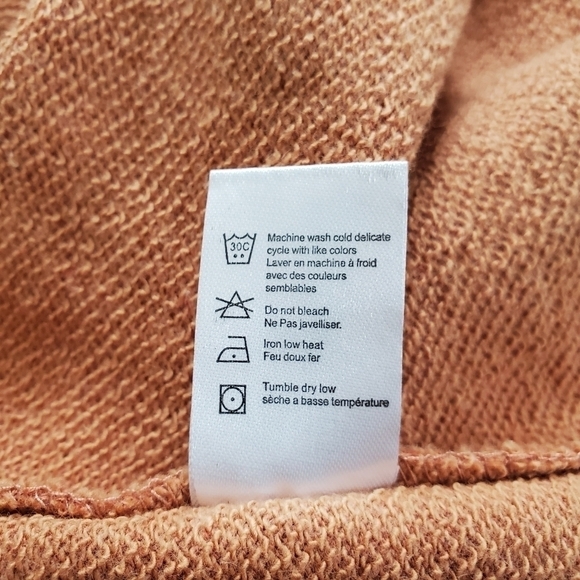 30C
Machine wash cold delicate
cycle with like colors
Laver en machine à froid
avec des couleurs
semblables
Do not bleach
Ne Pas javelliser.
Iron low heat
Feu doux fer
Tumble dry low
sèche a basse température